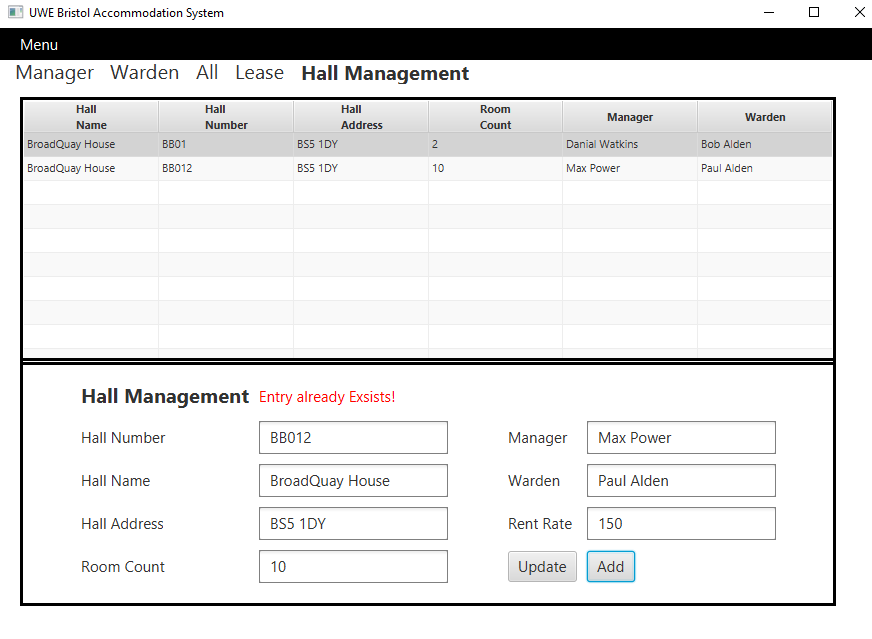 UWE Bristol Accommodation System
Menu
Manager Warden All Lease Hall Management
Hall Name Hall Number Hall Address Room Count Manager Warden
BroadQuay House BB01 BS5 1DY 2 Danial Watkins Bob Alden
BroadQuay House BB012 BS5 1DY 10 Max Power Paul Alden
Hall Management Entry already Exsists!
Hall Number BB012 Manager Max Power
Hall Name BroadQuay House Warden Paul Alden
Hall Address BS5 1DY Rent Rate 150
Room Count 10 Update Add